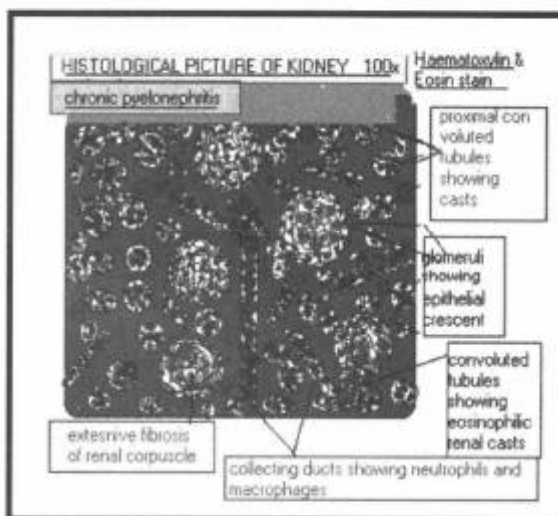 HISTOLOGICAL PICTURE OF KIDNEY 100x
Haematoxylin &
Eosin stain
chronic pyelonephritis
proximal con
voluted
tubules
showing
casts
glomeruli
showing
epithelial
crescent
convoluted
tubules
showing
eosinophilic
renal casts
extesnive fibrosis
of renal corpuscle
collecting ducts showing neutrophils and
macrophages